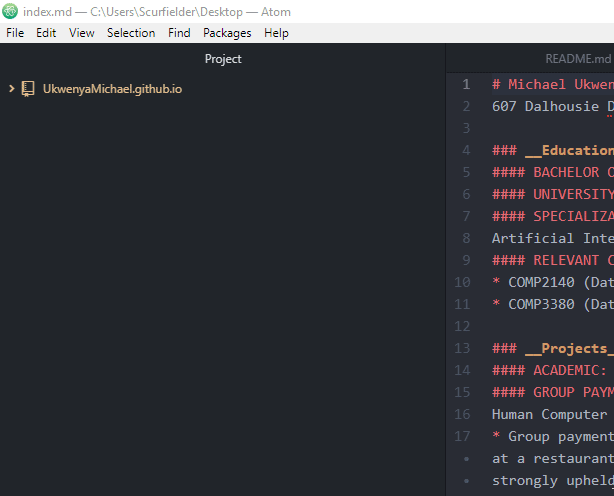 index.md — C:\Users\Scurfielder\Desktop — Atom
File Edit View Selection Find Packages Help
Project
UkwenyaMichael.github.io
README.md
1 # Michael Ukwen
2 607 Dalhousie D
3
4 ### __Education
5 #### BACHELOR O
6 #### UNIVERSITY
7 #### SPECIALIZA
8 Artificial Inte
9 #### RELEVANT C
10 * COMP2140 (Dat
11 * COMP3380 (Dat
12
13 ### __Projects_
14 #### ACADEMIC:
15 #### GROUP PAYM
16 Human Computer
17 * Group payment
• at a restaurant
• strongly upheld